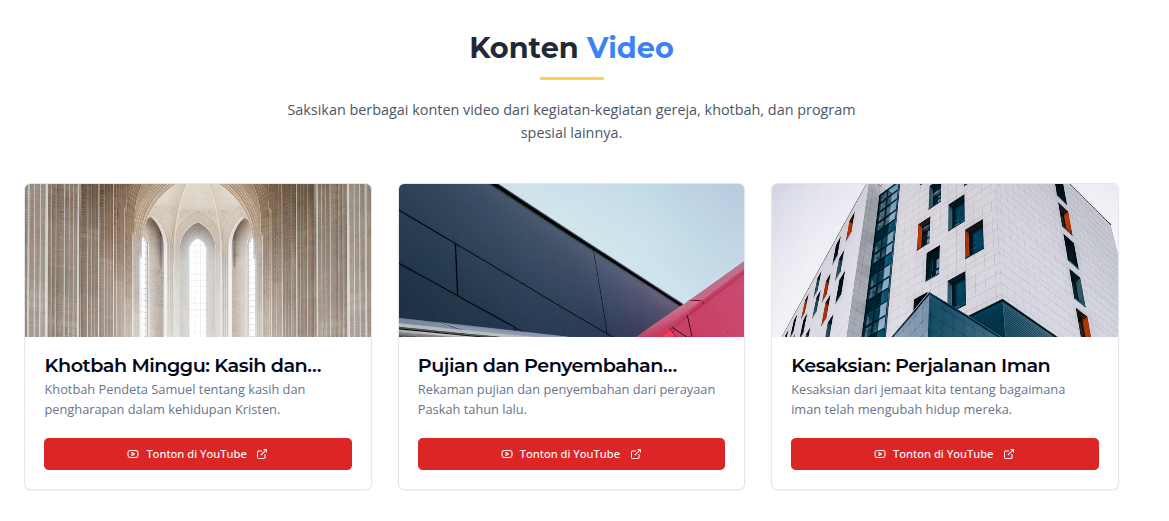 Konten Video
Saksikan berbagai konten video dari kegiatan-kegiatan gereja, khotbah, dan program
spesial lainnya.
Khotbah Minggu: Kasih dan...
Khotbah Pendeta Samuel tentang kasih dan
pengharapan dalam kehidupan Kristen.
Tonton di YouTube
Pujian dan Penyembahan...
Rekaman pujian dan penyembahan dari perayaan
Paskah tahun lalu.
Tonton di YouTube
Kesaksian: Perjalanan Iman
Kesaksian dari jemaat kita tentang bagaimana
iman telah mengubah hidup mereka.
Tonton di YouTube